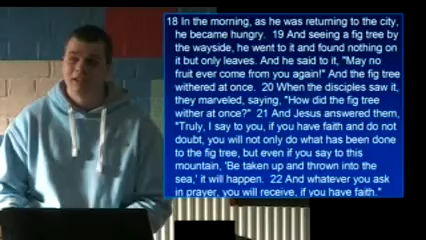 18 In the morning, as he was returning to the city,
he became hungry.  19 And seeing a fig tree by
the wayside, he went to it and found nothing on
it but only leaves. And he said to it, "May no
fruit ever come from you again!" And the fig tree
withered at once.  20 When the disciples saw it,
they marveled, saying, "How did the fig tree
wither at once?"  21 And Jesus answered them,
"Truly, I say to you, if you have faith and do not
doubt, you will not only do what has been done
to the fig tree, but even if you say to this
mountain, 'Be taken up and thrown into the
sea,' it will happen.  22 And whatever you ask
in prayer, you will receive, if you have faith."